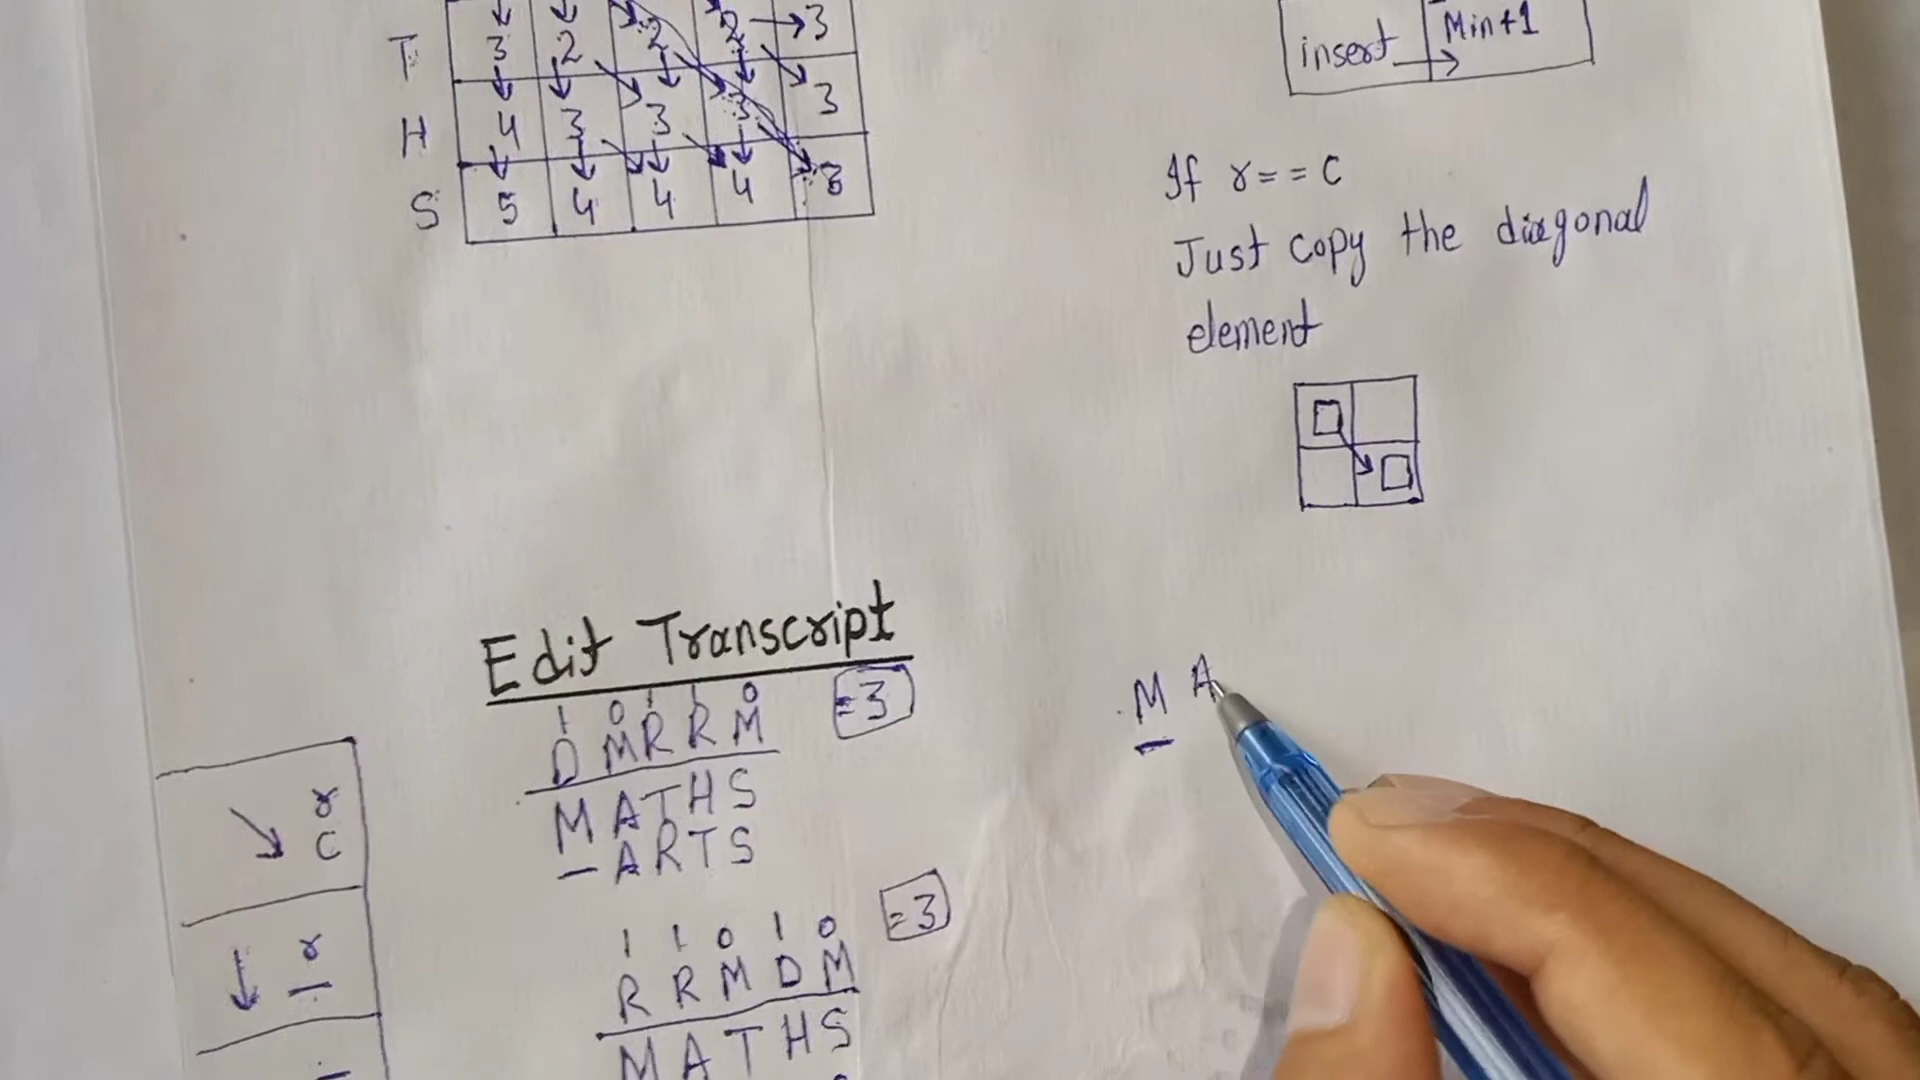 T 3 2 2 2 3
H 4 3 3 3 3
S 5 4 4 4 3
insert Min+1
If r == C
Just copy the diagonal
element
Edit Transcript
1 0 1 1 0
D M R R M = 3
M A T H S
– A R T S
1 1 0 1 0 = 3
R R M D M
M A T H S
r
C
r
–
M A
–